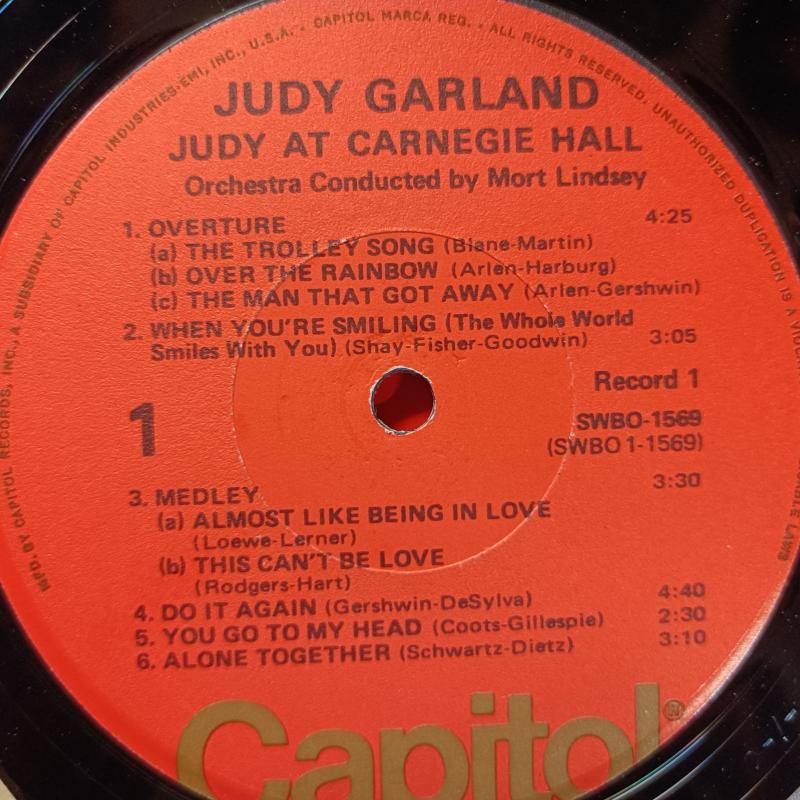 MFD. BY CAPITOL RECORDS, INC., A SUBSIDIARY OF CAPITOL INDUSTRIES-EMI, INC., U.S.A. · CAPITOL MARCA REG. · ALL RIGHTS RESERVED. UNAUTHORIZED DUPLICATION IS A
LAWS
JUDY GARLAND
JUDY AT CARNEGIE HALL
Orchestra Conducted by Mort Lindsey
1. OVERTURE 4:25
(a) THE TROLLEY SONG (Blane-Martin)
(b) OVER THE RAINBOW (Arlen-Harburg)
(c) THE MAN THAT GOT AWAY (Arlen-Gershwin)
2. WHEN YOU'RE SMILING (The Whole World
Smiles With You) (Shay-Fisher-Goodwin) 3:05
Record 1
1
SWBO-1569
(SWBO 1-1569)
3. MEDLEY 3:30
(a) ALMOST LIKE BEING IN LOVE
(Loewe-Lerner)
(b) THIS CAN'T BE LOVE
(Rodgers-Hart)
4. DO IT AGAIN (Gershwin-DeSylva) 4:40
5. YOU GO TO MY HEAD (Coots-Gillespie) 2:30
6. ALONE TOGETHER (Schwartz-Dietz) 3:10
Capitol®